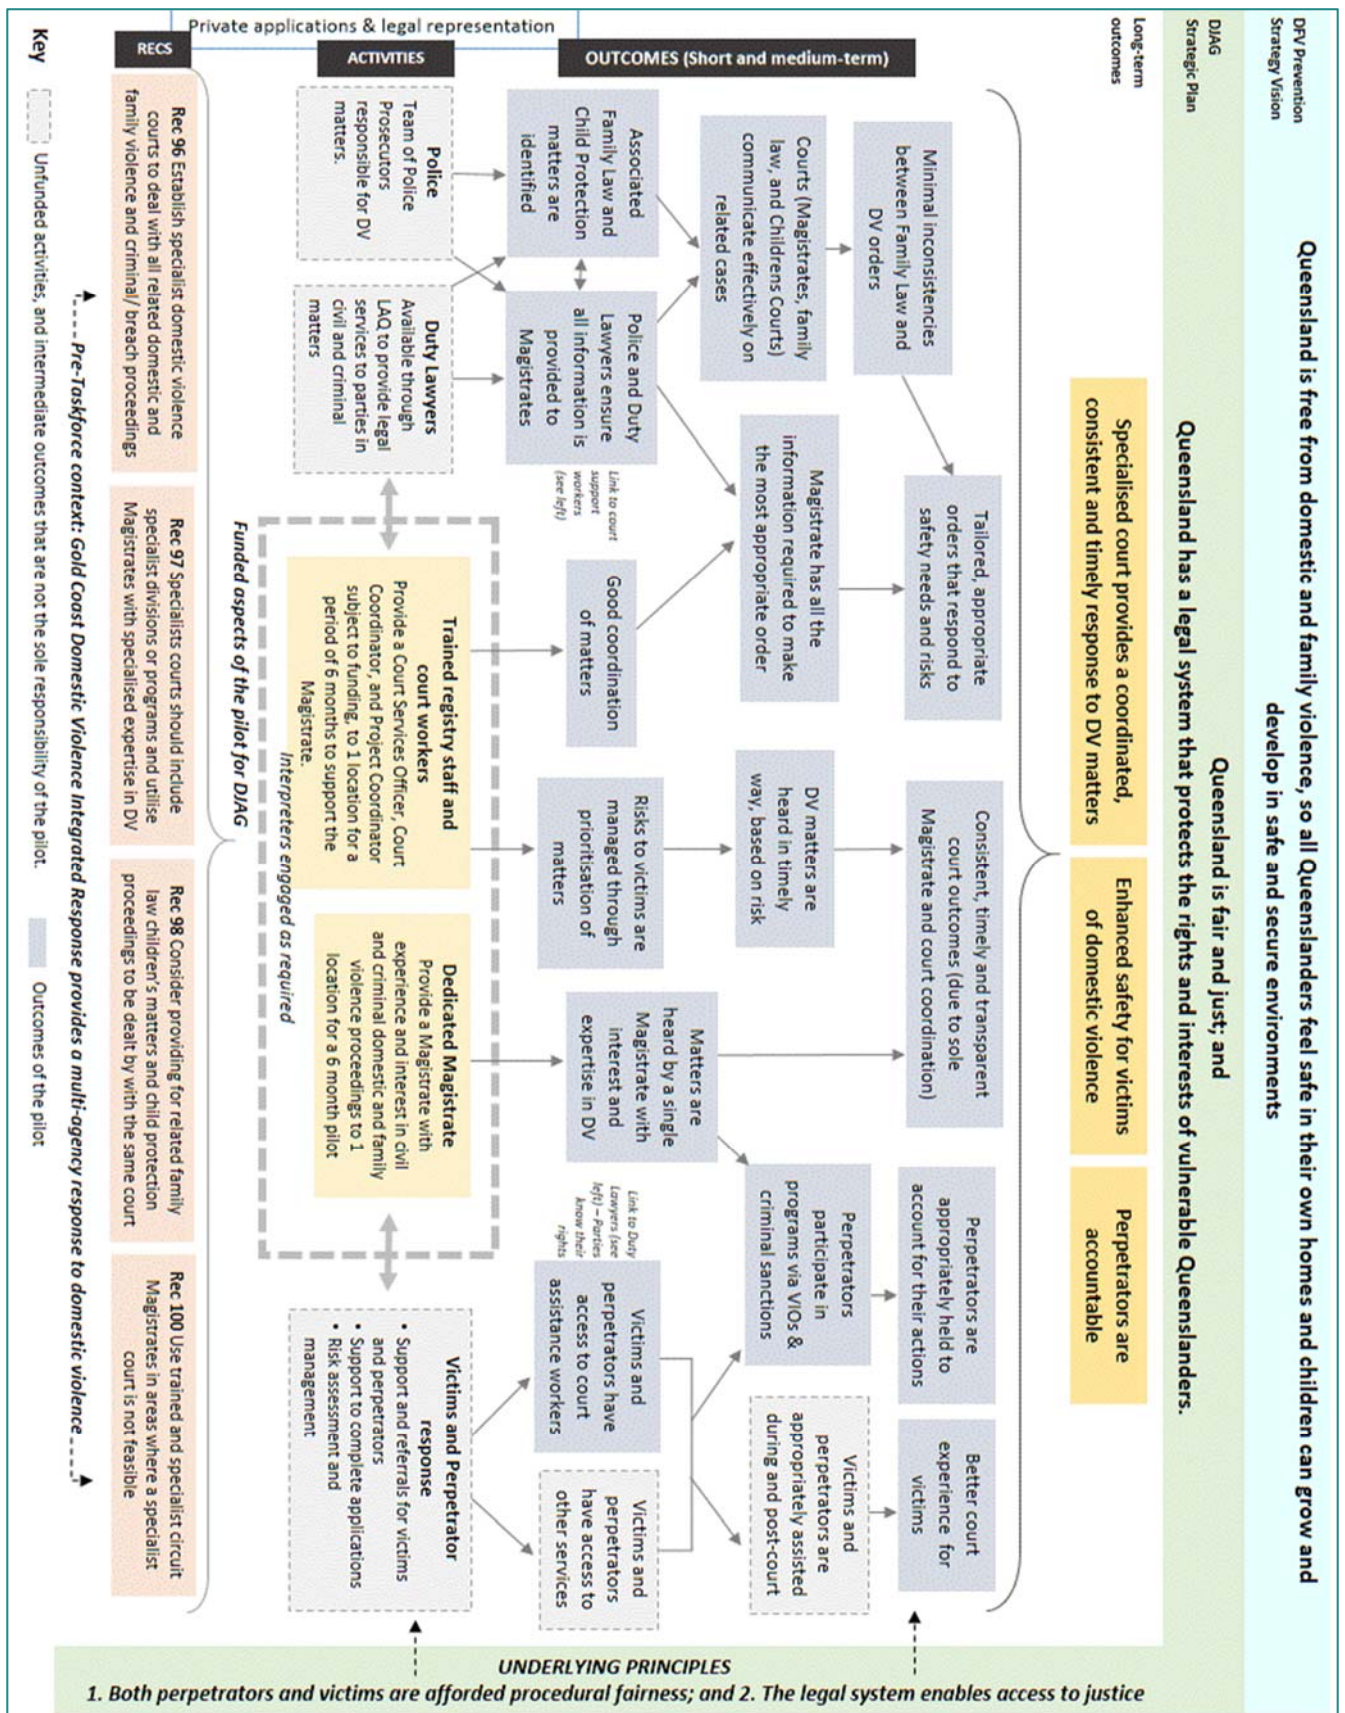 DFV Prevention
Strategy Vision
Queensland is free from domestic and family violence, so all Queenslanders feel safe in their own homes and children can grow and
develop in safe and secure environments
DJAG
Strategic Plan
Queensland is fair and just; and
Queensland has a legal system that protects the rights and interests of vulnerable Queenslanders.
Long-term
outcomes
Specialised court provides a coordinated,
consistent and timely response to DV matters
Enhanced safety for victims
of domestic violence
Perpetrators are
accountable
OUTCOMES (Short and medium-term)
Minimal inconsistencies
between Family Law and
DV orders
Tailored, appropriate
orders that respond to
safety needs and risks
Consistent, timely and transparent
court outcomes (due to sole
Magistrate and court coordination)
Perpetrators are
appropriately held to
account for their actions
Better court
experience for
victims
Courts (Magistrates, family
law, and Childrens Courts)
communicate effectively on
related cases
Magistrate has all the
information required to make
the most appropriate order
DV matters are
heard in timely
way, based on risk
Perpetrators
participate in
programs via VIOs &
criminal sanctions
Victims and
perpetrators are
appropriately assisted
during and post-court
Associated
Family Law and
Child Protection
matters are
identified
Police and Duty
Lawyers ensure
all information is
provided to
Magistrates
Link to court
support
workers
(see left)
Good coordination
of matters
Risks to victims are
managed through
prioritisation of
matters
Matters are
heard by a single
Magistrate with
interest and
expertise in DV
Link to Duty
Lawyers (see
left) – Parties
know their
rights
Victims and
perpetrators have
access to court
assistance workers
Victims and
perpetrators
have access to
other services
Private applications & legal representation
ACTIVITIES
Police
Team of Police
Prosecutors
responsible for DV
matters.
Duty Lawyers
Available through
LAQ to provide legal
services to parties in
civil and criminal
matters
Trained registry staff and
court workers
Provide a Court Services Officer, Court
Coordinator, and Project Coordinator
subject to funding, to 1 location for a
period of 6 months to support the
Magistrate.
Dedicated Magistrate
Provide a Magistrate with
experience and interest in civil
and criminal domestic and family
violence proceedings to 1
location for a 6 month pilot
Interpreters engaged as required
Victims and Perpetrator
response
• Support and referrals for victims
and perpetrators
• Support to complete applications
• Risk assessment and
management
Funded aspects of the pilot for DJAG
RECS
Rec 96 Establish specialist domestic violence
courts to deal with all related domestic and
family violence and criminal/ breach proceedings
Rec 97 Specialists courts should include
specialist divisions or programs and utilise
Magistrates with specialised expertise in DV
Rec 98 Consider providing for related family
law children's matters and child protection
proceedings to be dealt by with the same court
Rec 100 Use trained and specialist circuit
Magistrates in areas where a specialist
court is not feasible
Pre-Taskforce context: Gold Coast Domestic Violence Integrated Response provides a multi-agency response to domestic violence
Key
Unfunded activities, and intermediate outcomes that are not the sole responsibility of the pilot.
Outcomes of the pilot
UNDERLYING PRINCIPLES
1. Both perpetrators and victims are afforded procedural fairness; and 2. The legal system enables access to justice